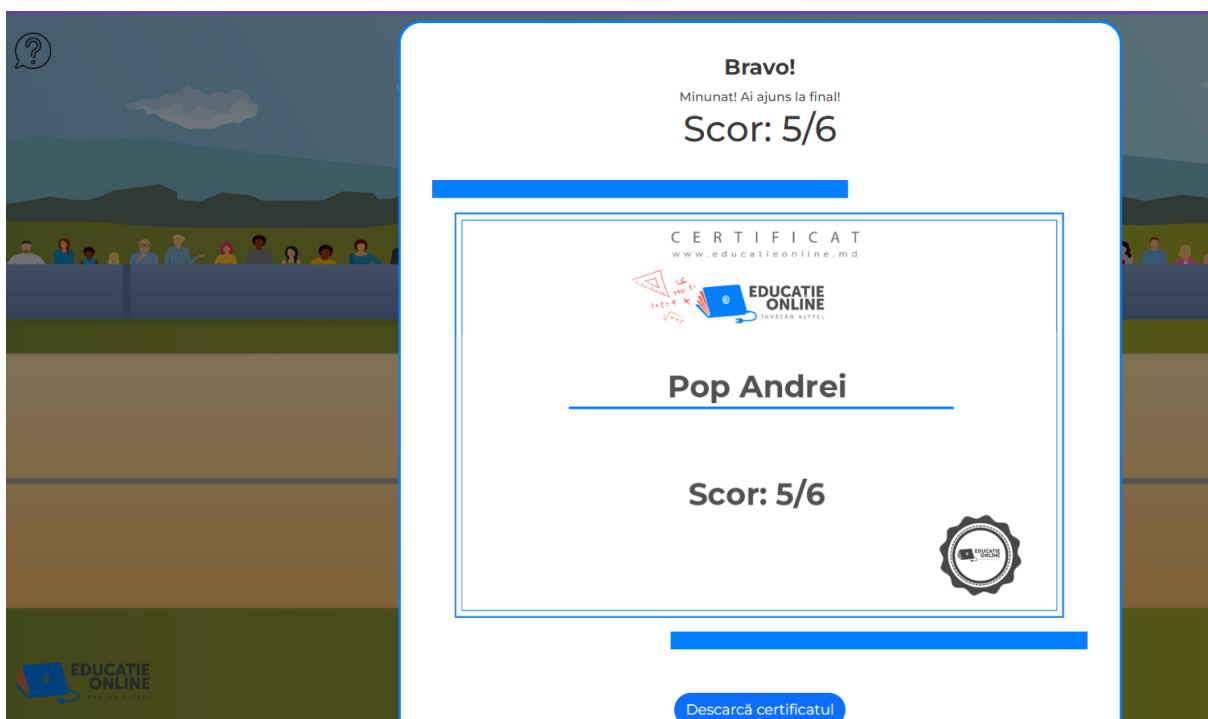 Bravo!
Minunat! Ai ajuns la final!
Scor: 5/6
CERTIFICAT
www.educatieonline.md
EDUCATIE
ONLINE
ÎNVĂȚĂM ALTFEL
Pop Andrei
Scor: 5/6
EDUCATIE
ONLINE
EDUCATIE
ONLINE
ÎNVĂȚĂM ALTFEL
Descarcă certificatul